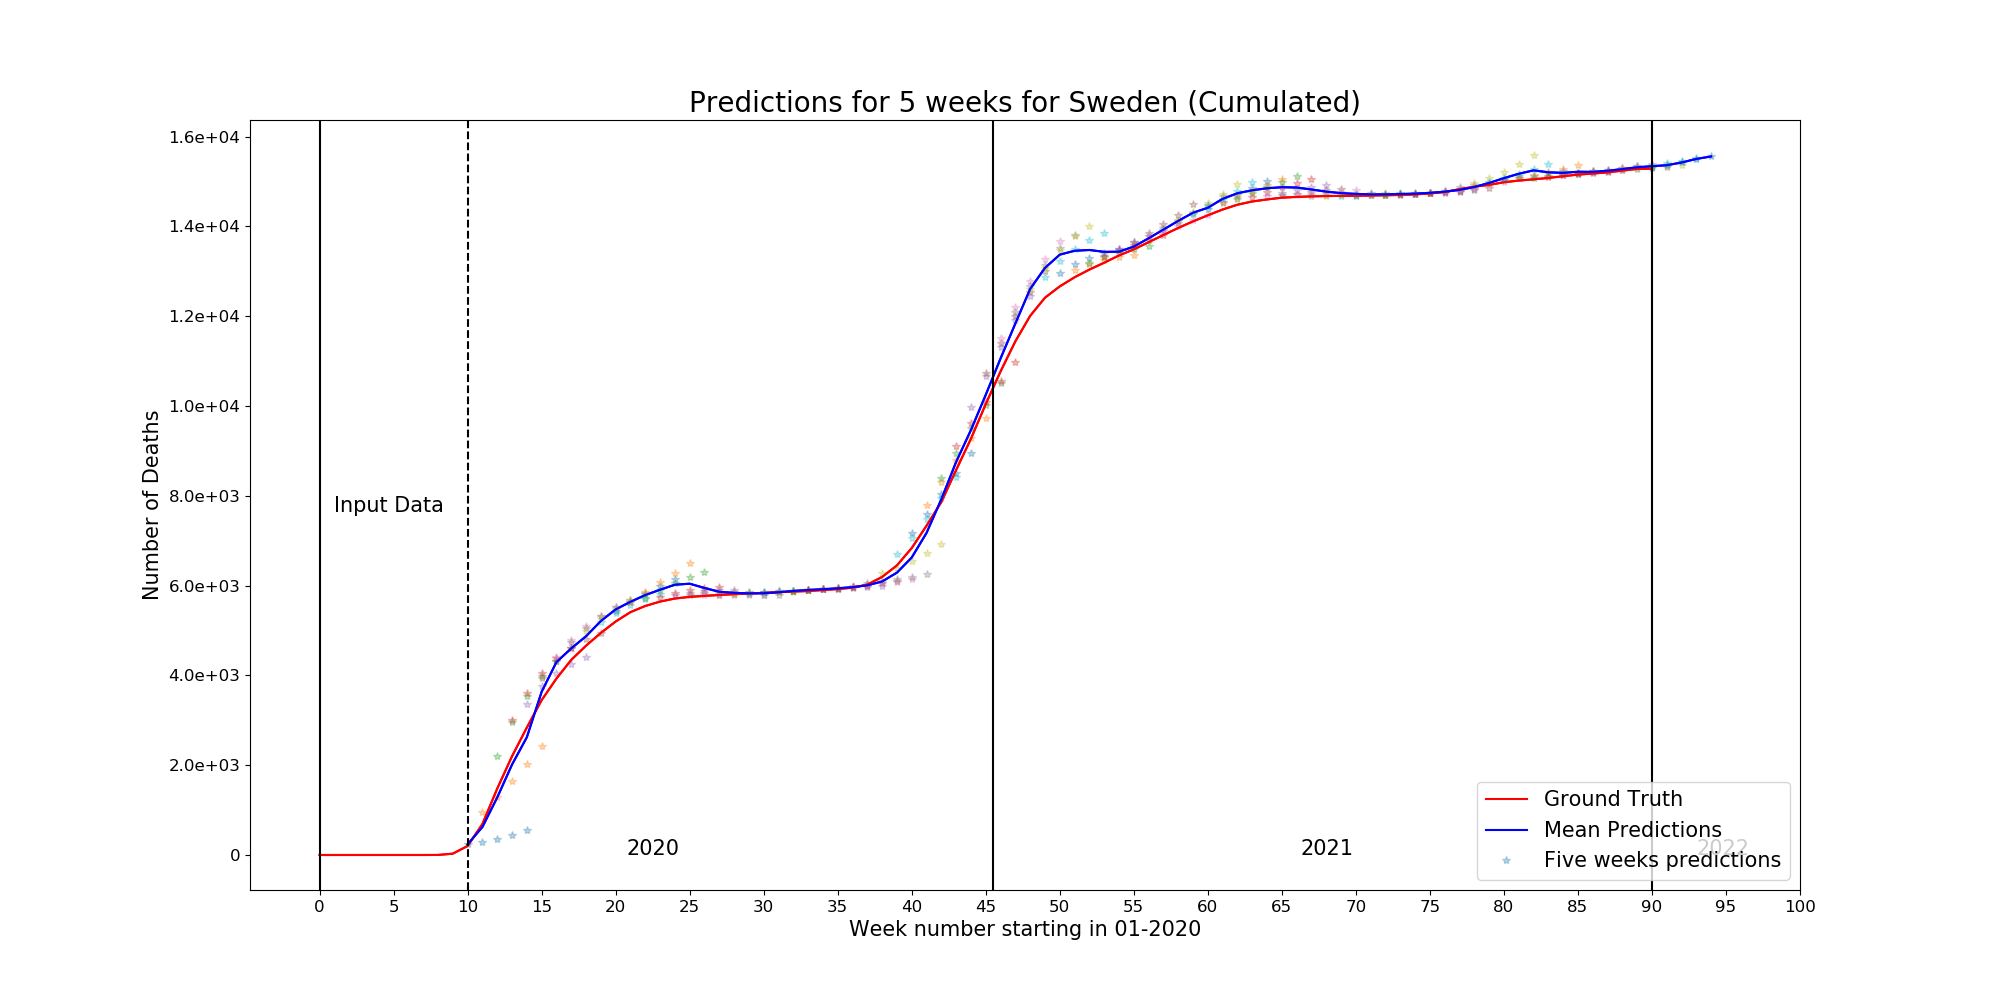 Predictions for 5 weeks for Sweden (Cumulated)
1.6e+04
1.4e+04
1.2e+04
1.0e+04
8.0e+03
6.0e+03
4.0e+03
2.0e+03
0
Number of Deaths
Input Data
2020
2021
2022
Ground Truth
Mean Predictions
Five weeks predictions
0 5 10 15 20 25 30 35 40 45 50 55 60 65 70 75 80 85 90 95 100
Week number starting in 01-2020